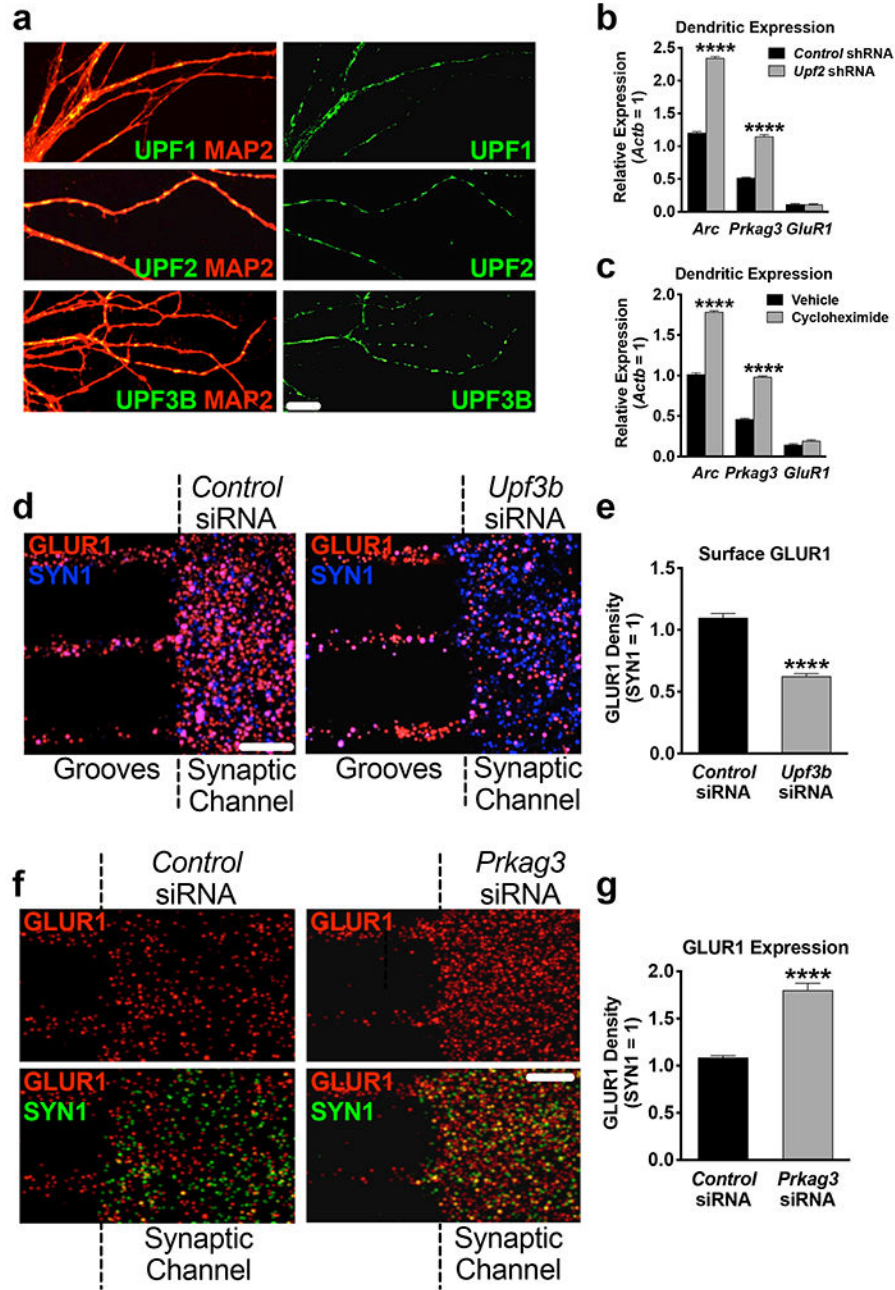 a
UPF1 MAP2
UPF1
UPF2 MAP2
UPF2
UPF3B MAP2
UPF3B
b
Dendritic Expression
Relative Expression
(Actb = 1)
2.5
2.0
1.5
1.0
0.5
0.0
****
****
Control shRNA
Upf2 shRNA
Arc Prkag3 GluR1
c
Dendritic Expression
Relative Expression
(Actb = 1)
2.0
1.5
1.0
0.5
0.0
****
****
Vehicle
Cycloheximide
Arc Prkag3 GluR1
d
Control
siRNA
Upf3b
siRNA
GLUR1
SYN1
GLUR1
SYN1
Grooves
Synaptic
Channel
Grooves
Synaptic
Channel
e
Surface GLUR1
GLUR1 Density
(SYN1 = 1)
1.5
1.0
0.5
0.0
****
Control
siRNA
Upf3b
siRNA
f
Control
siRNA
Prkag3
siRNA
GLUR1
GLUR1
GLUR1
SYN1
GLUR1
SYN1
Synaptic
Channel
Synaptic
Channel
g
GLUR1 Expression
GLUR1 Density
(SYN1 = 1)
2.0
1.5
1.0
0.5
0.0
****
Control
siRNA
Prkag3
siRNA